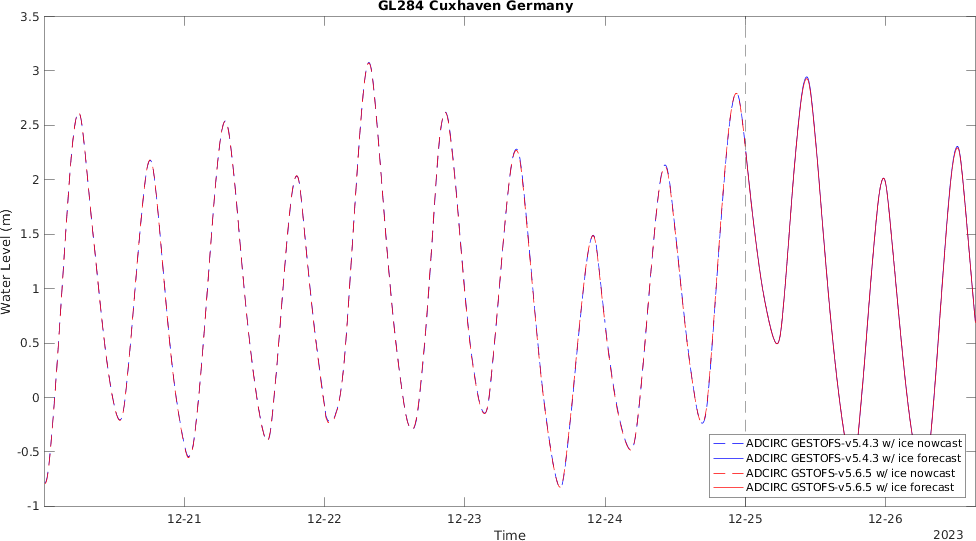 GL284 Cuxhaven Germany
3.5
3
2.5
2
1.5
1
0.5
0
-0.5
-1
Water Level (m)
ADCIRC GESTOFS-v5.4.3 w/ ice nowcast
ADCIRC GESTOFS-v5.4.3 w/ ice forecast
ADCIRC GSTOFS-v5.6.5 w/ ice nowcast
ADCIRC GSTOFS-v5.6.5 w/ ice forecast
12-21 12-22 12-23 12-24 12-25 12-26
Time
2023